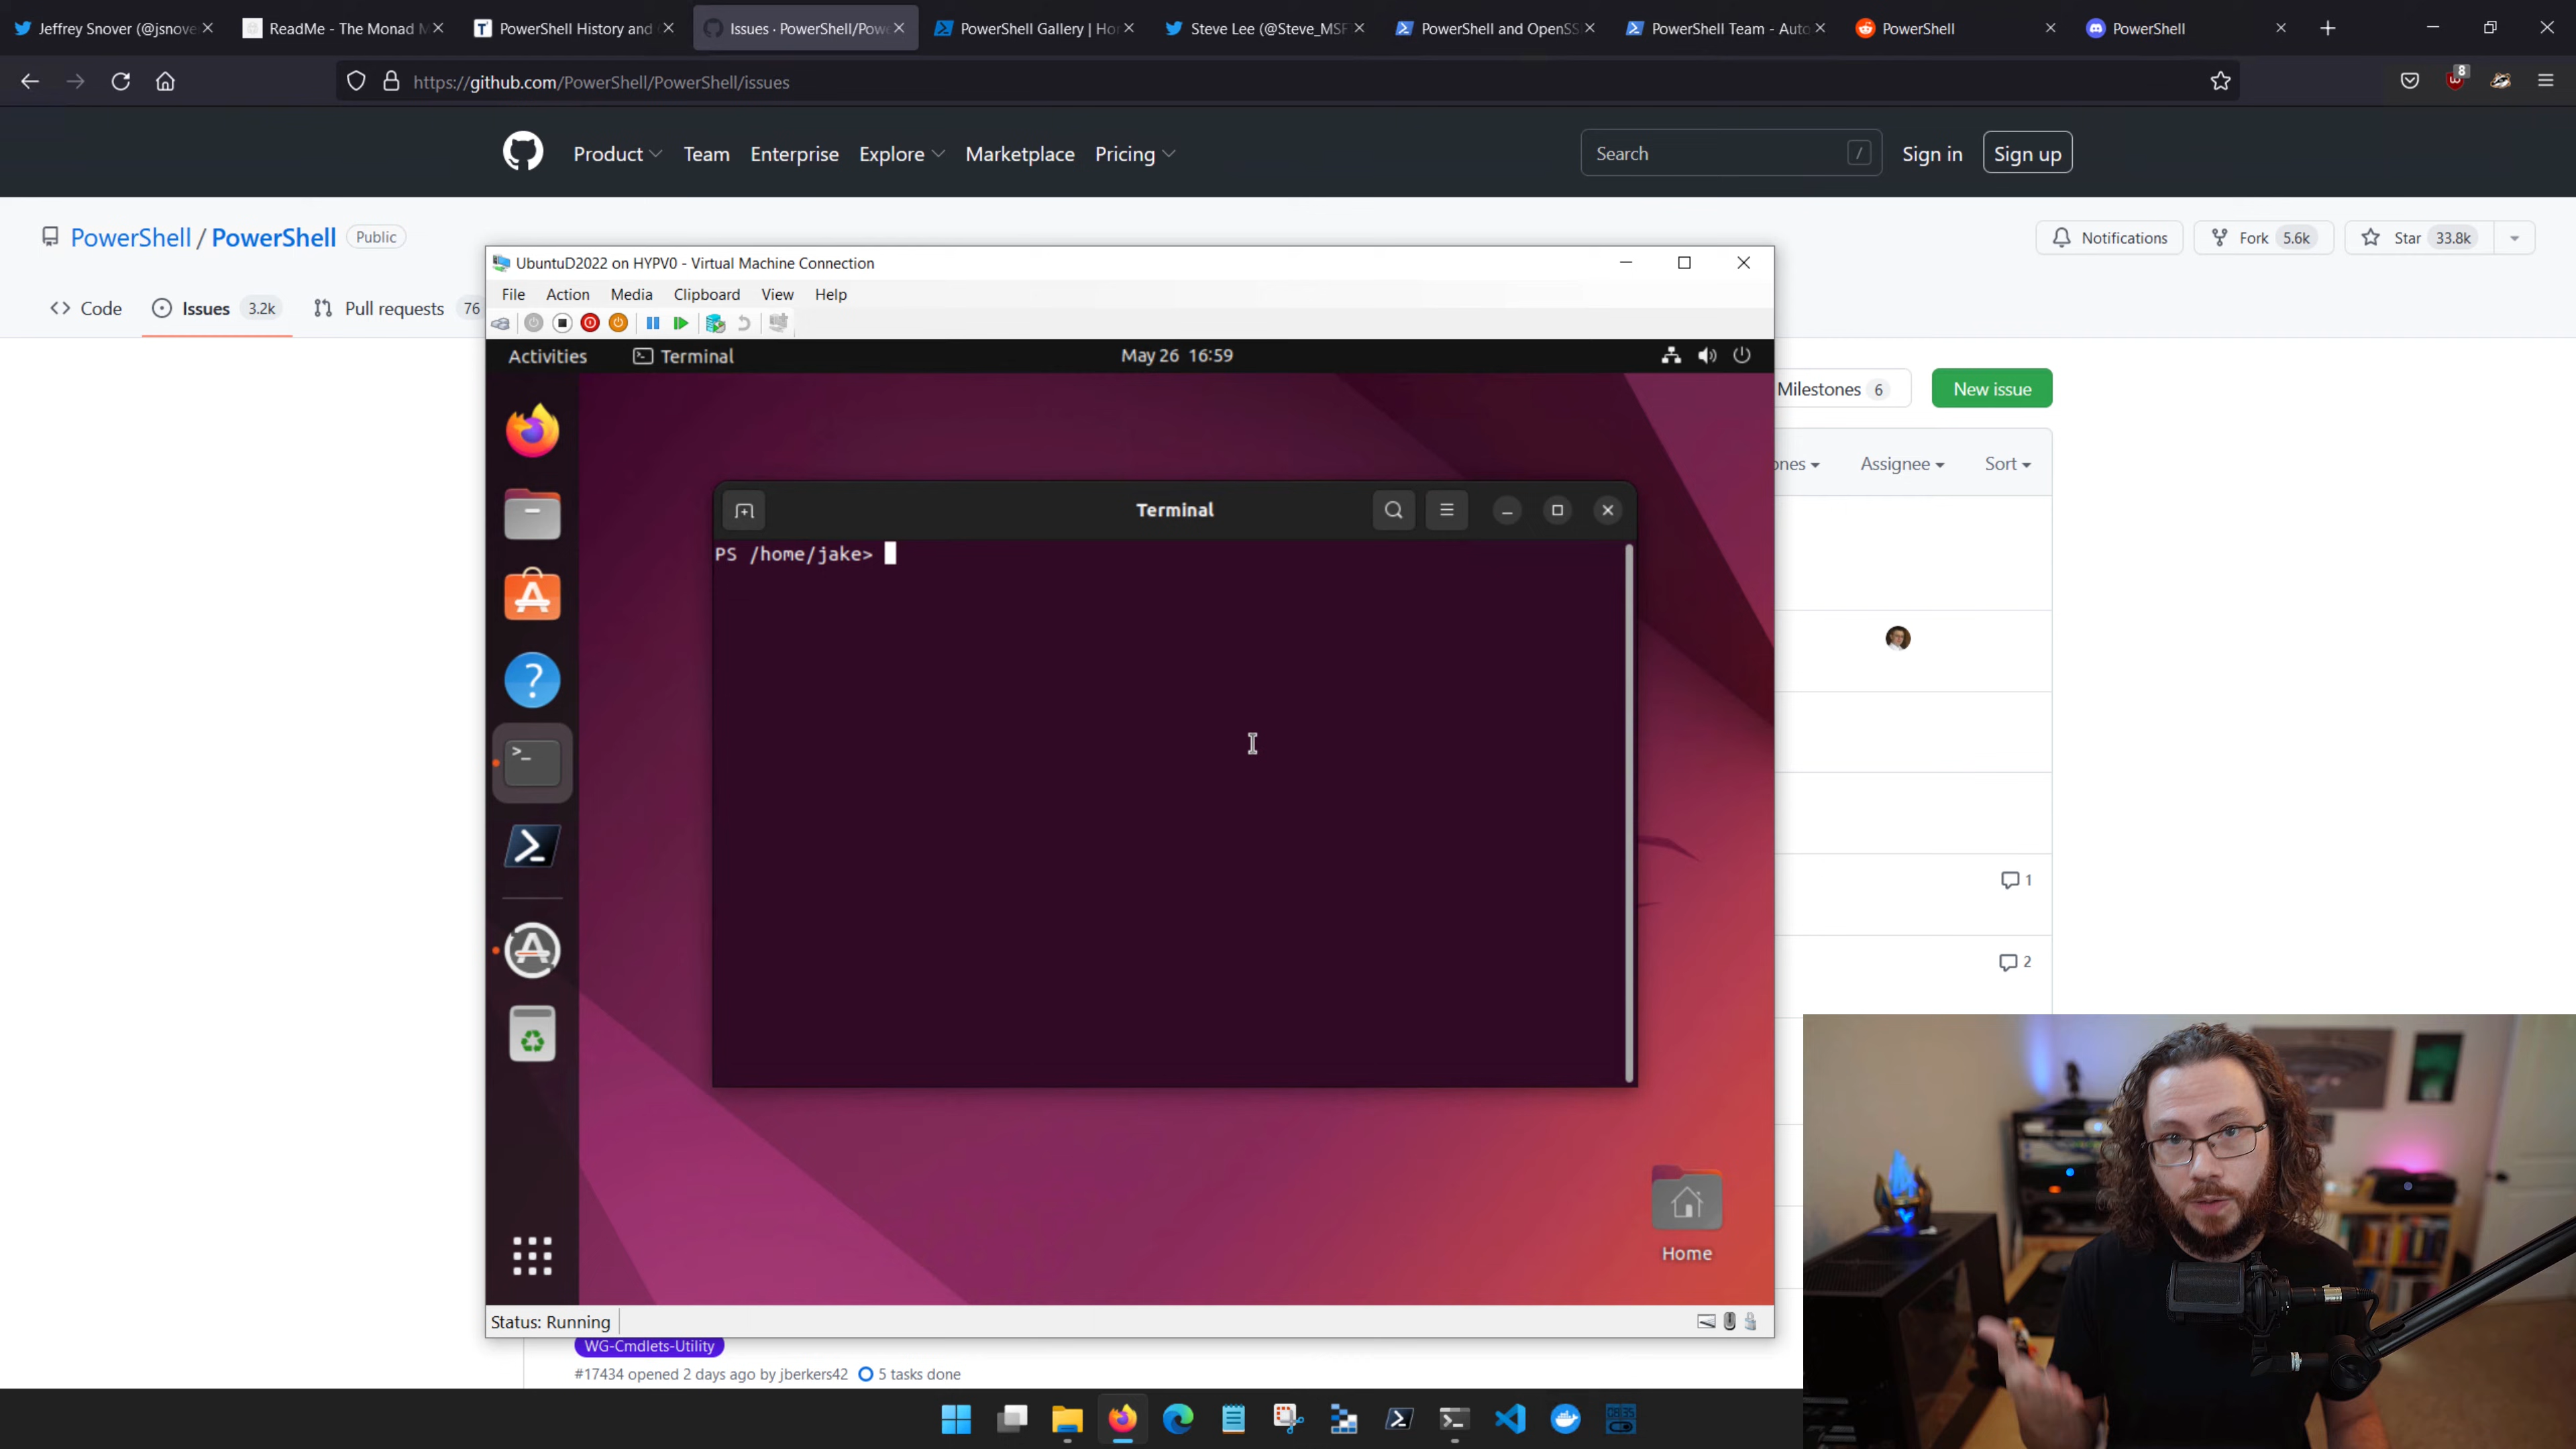 Jeffrey Snover (@jsnove
ReadMe - The Monad M
PowerShell History and
Issues · PowerShell/Powe
PowerShell Gallery | Ho
Steve Lee (@Steve_MSF
PowerShell and OpenSS
PowerShell Team - Auto
PowerShell
PowerShell
https://github.com/PowerShell/PowerShell/issues
8
Product
Team
Enterprise
Explore
Marketplace
Pricing
Search
/
Sign in
Sign up
PowerShell / PowerShell
Public
Notifications
Fork 5.6k
Star 33.8k
Code
Issues 3.2k
Pull requests 76
UbuntuD2022 on HYPV0 - Virtual Machine Connection
File
Action
Media
Clipboard
View
Help
Activities
Terminal
May 26 16:59
Milestones 6
New issue
ones
Assignee
Sort
Terminal
PS /home/jake>
1
2
Home
Status: Running
WG-Cmdlets-Utility
#17434 opened 2 days ago by jberkers42
5 tasks done